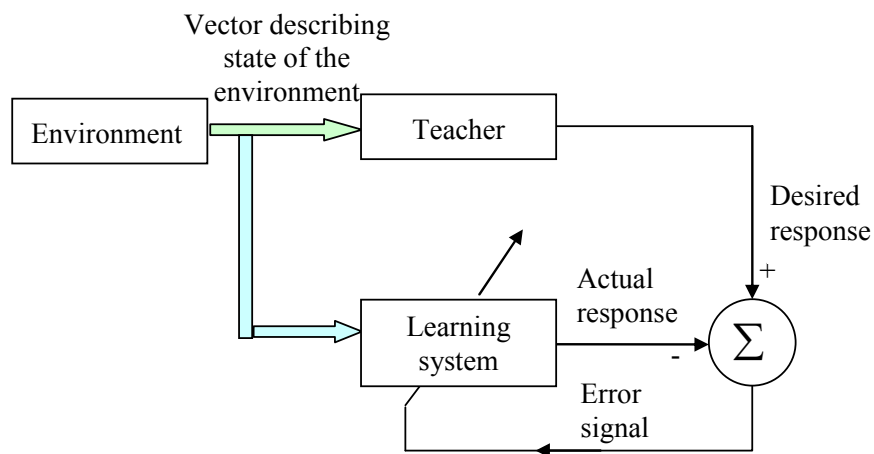 Vector describing
state of the
environment
Environment
Teacher
Desired
response
+
Actual
response
Learning
system
-
Σ
Error
signal